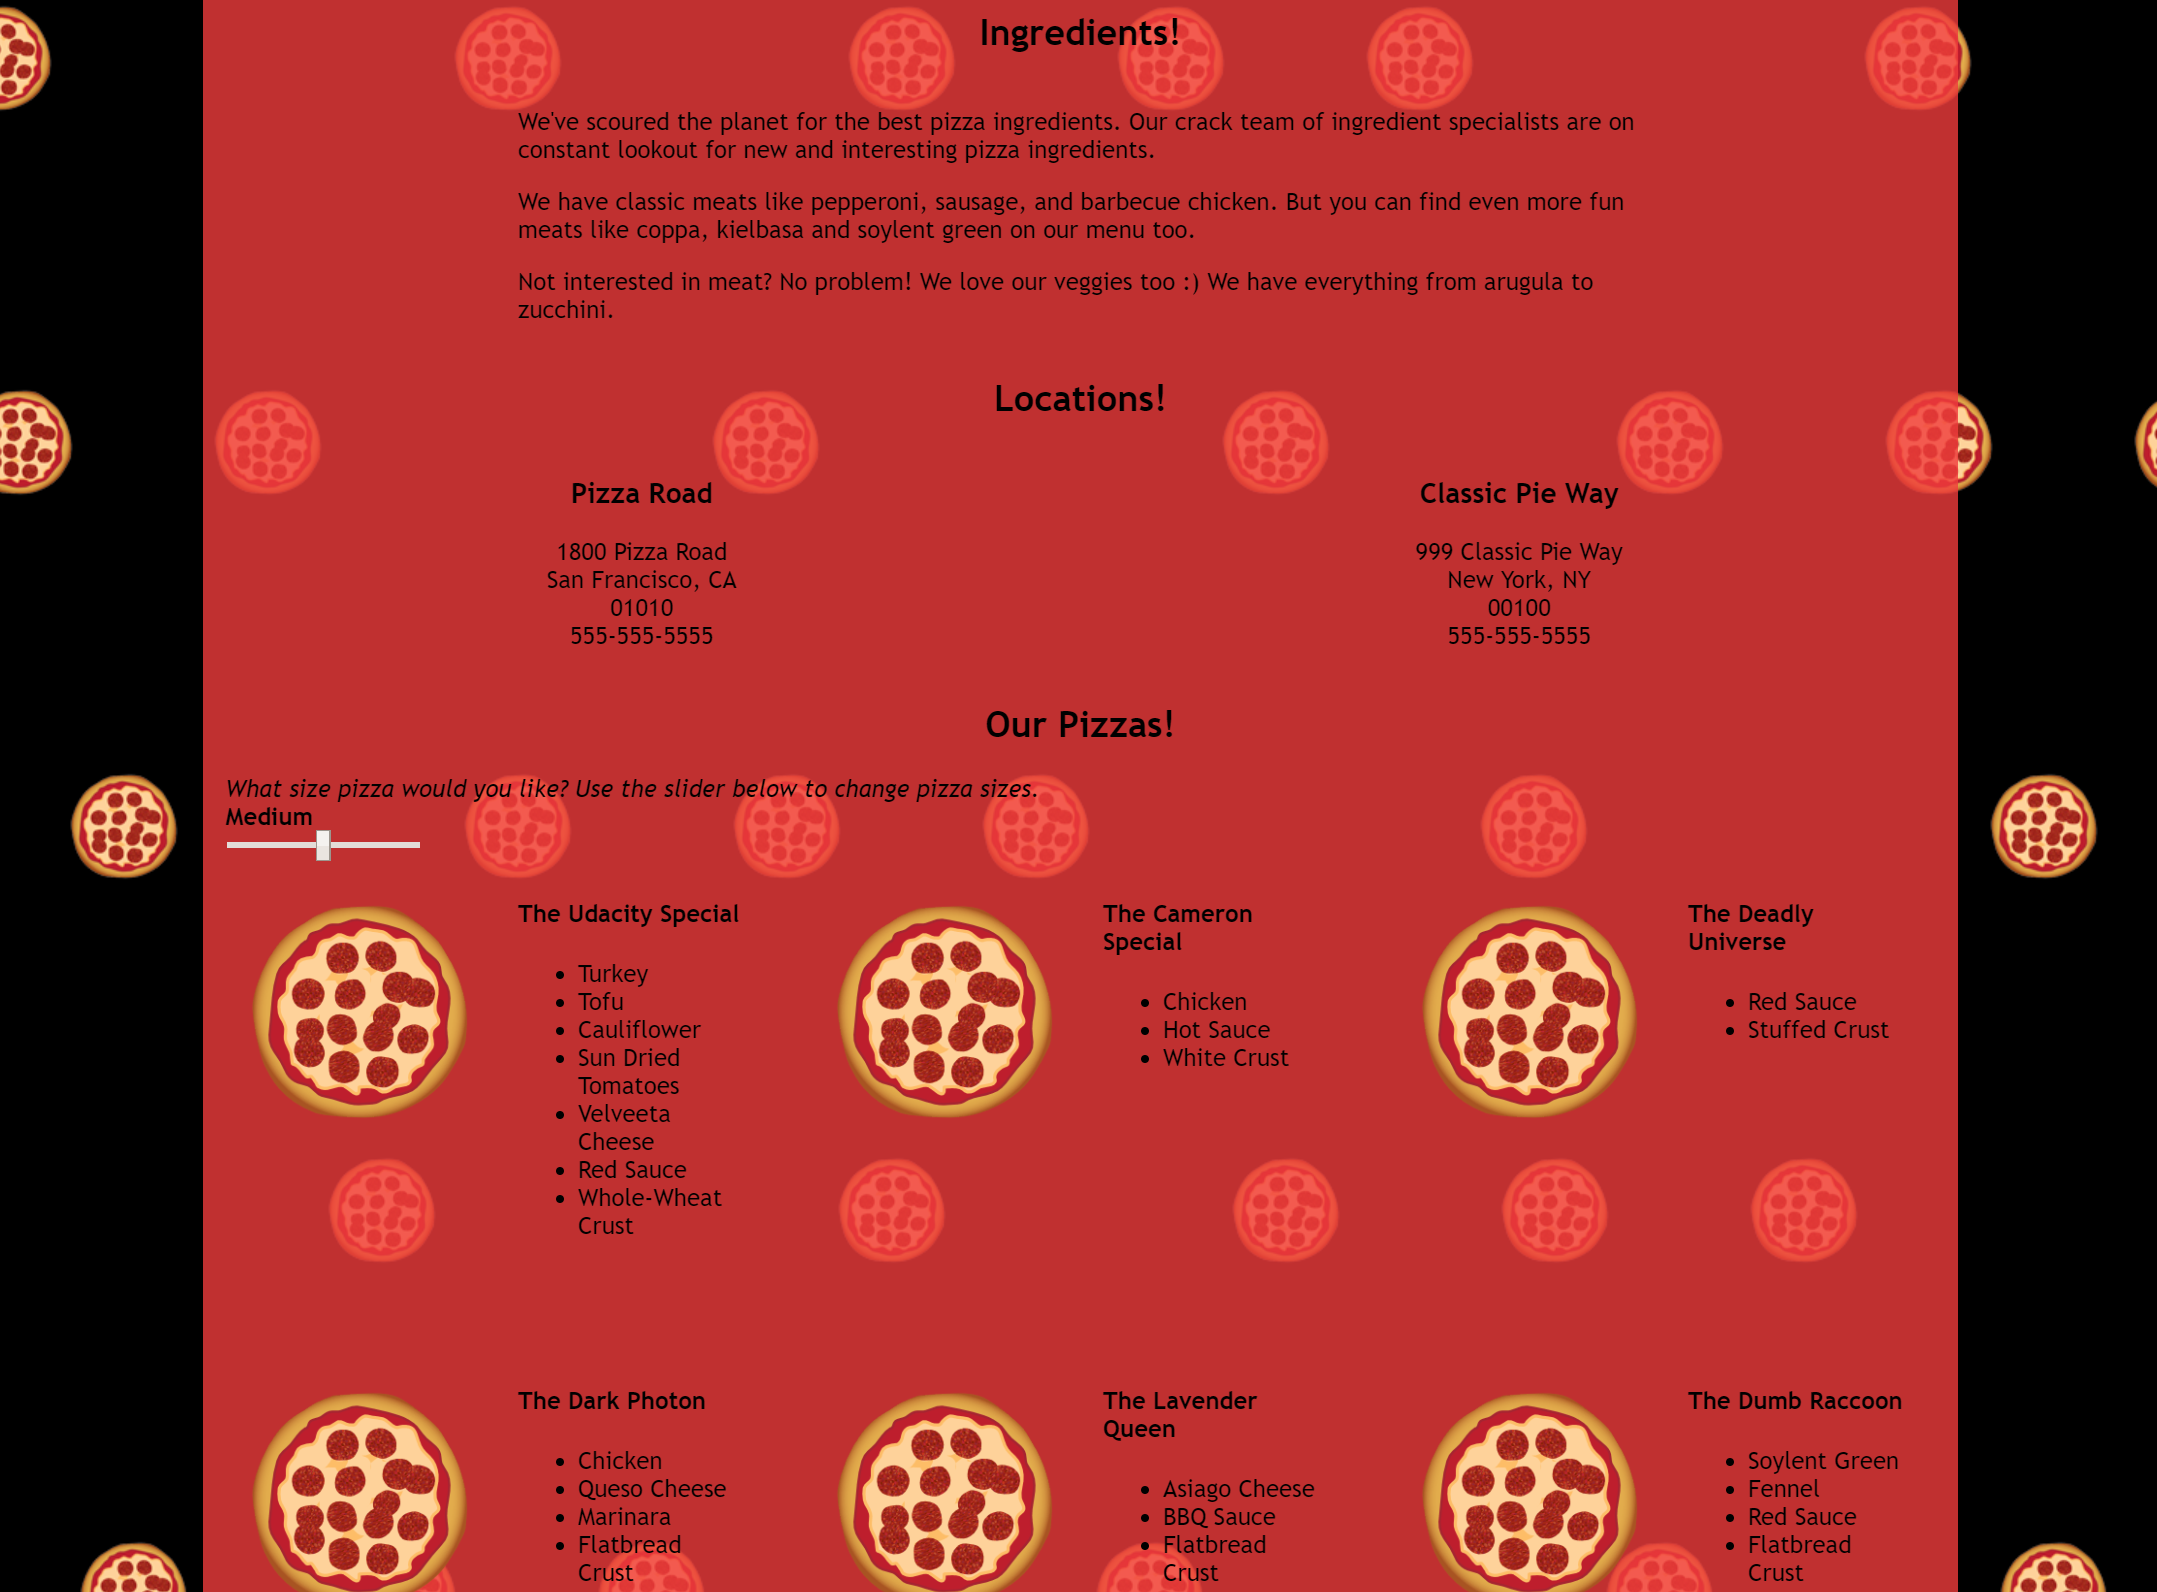 Ingredients!
We've scoured the planet for the best pizza ingredients. Our crack team of ingredient specialists are on
constant lookout for new and interesting pizza ingredients.
We have classic meats like pepperoni, sausage, and barbecue chicken. But you can find even more fun
meats like coppa, kielbasa and soylent green on our menu too.
Not interested in meat? No problem! We love our veggies too :) We have everything from arugula to
zucchini.
Locations!
Pizza Road
1800 Pizza Road
San Francisco, CA
01010
555-555-5555
Classic Pie Way
999 Classic Pie Way
New York, NY
00100
555-555-5555
Our Pizzas!
What size pizza would you like? Use the slider below to change pizza sizes.
Medium
The Udacity Special
Turkey
Tofu
Cauliflower
Sun Dried
Tomatoes
Velveeta
Cheese
Red Sauce
Whole-Wheat
Crust
The Cameron
Special
Chicken
Hot Sauce
White Crust
The Deadly
Universe
Red Sauce
Stuffed Crust
The Dark Photon
Chicken
Queso Cheese
Marinara
Flatbread
Crust
The Lavender
Queen
Asiago Cheese
BBQ Sauce
Flatbread
Crust
The Dumb Raccoon
Soylent Green
Fennel
Red Sauce
Flatbread
Crust